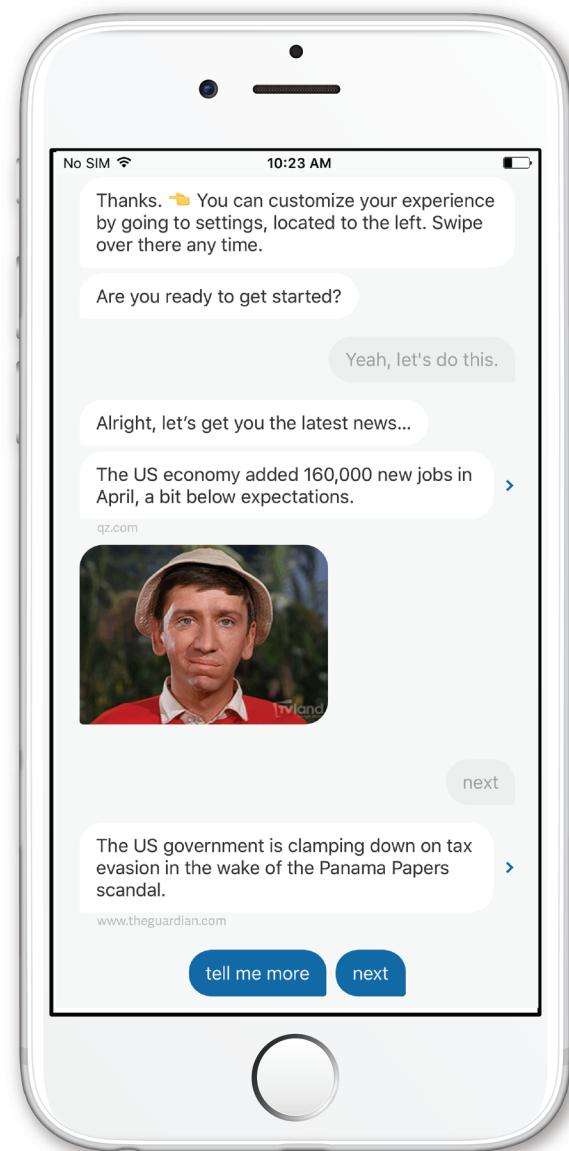 No SIM 10:23 AM
Thanks. 👈 You can customize your experience
by going to settings, located to the left. Swipe
over there any time.
Are you ready to get started?
Yeah, let's do this.
Alright, let’s get you the latest news...
The US economy added 160,000 new jobs in
April, a bit below expectations.
qz.com
tvland
next
The US government is clamping down on tax
evasion in the wake of the Panama Papers
scandal.
www.theguardian.com
tell me more next